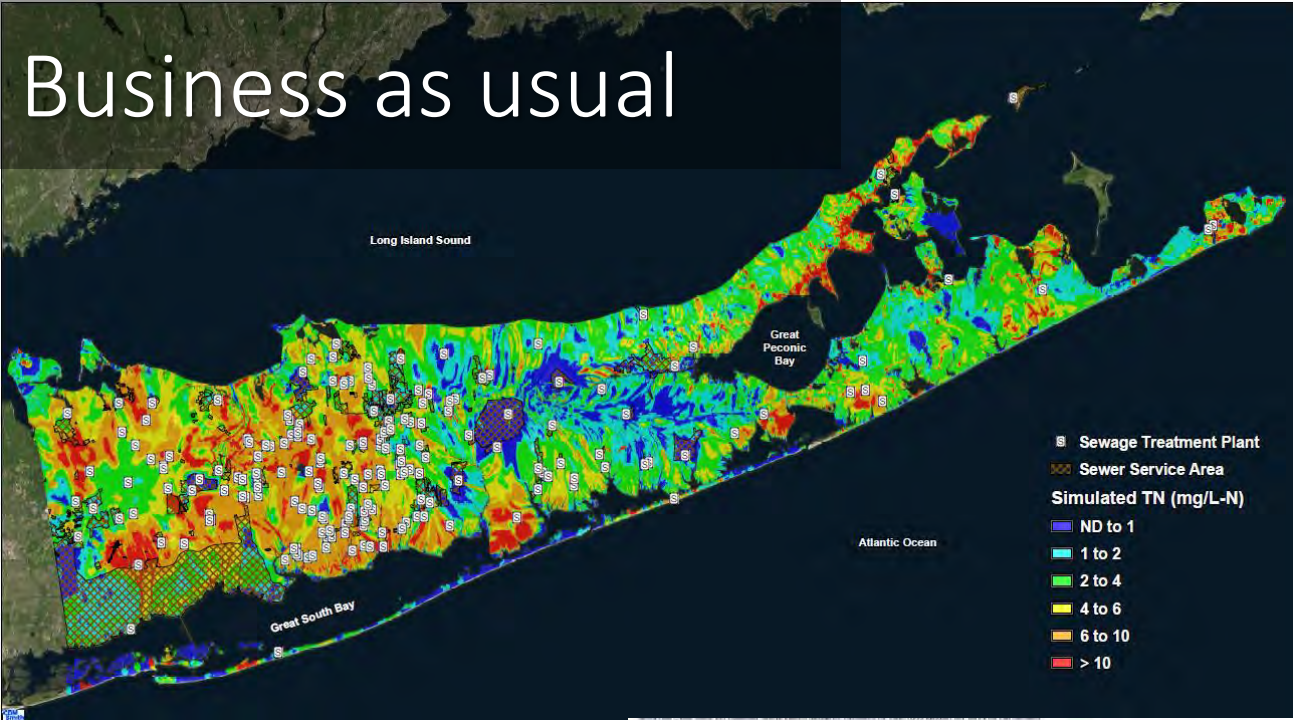 Business as usual
Long Island Sound
Great
Peconic
Bay
Sewage Treatment Plant
Sewer Service Area
Simulated TN (mg/L-N)
ND to 1
Atlantic Ocean
1 to 2
2 to 4
4 to 6
Great South Bay
6 to 10
> 10
CDM
Smith